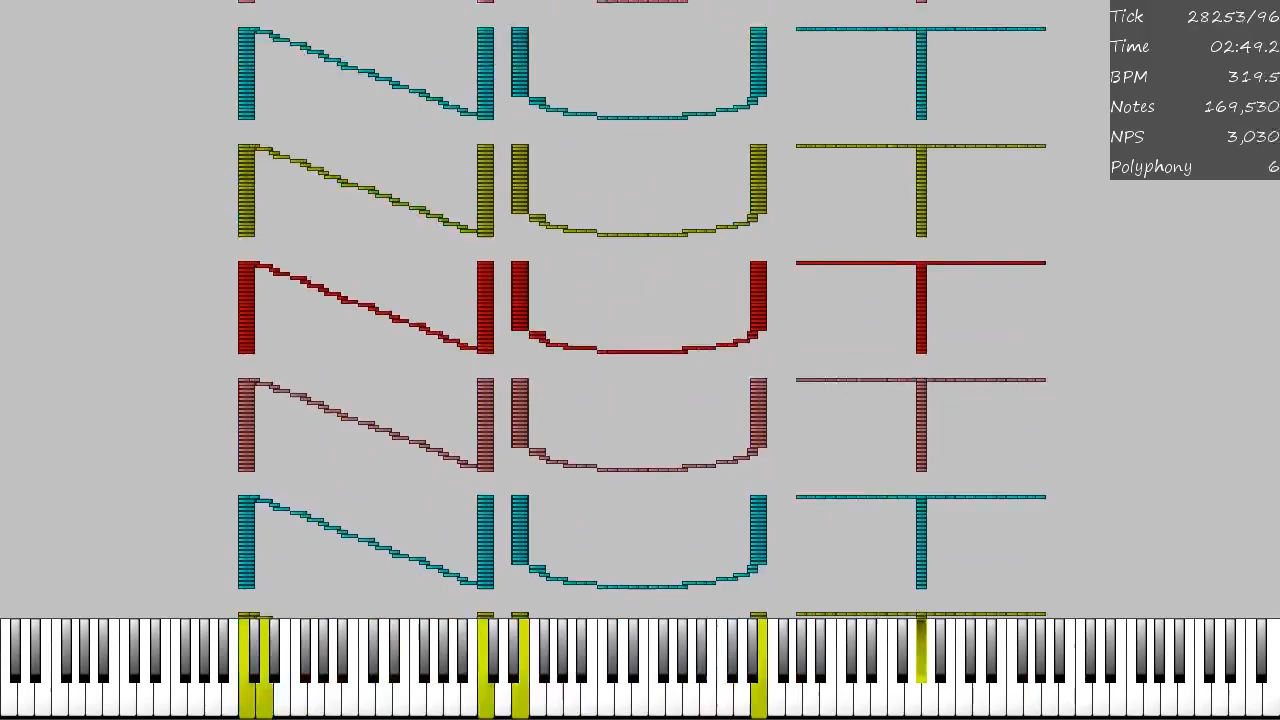 Tick 28253/96
Time 02:49.2
BPM 319.5
Notes 169,530
NPS 3,030
Polyphony 6
NUT
NUT
NUT
NUT
NUT